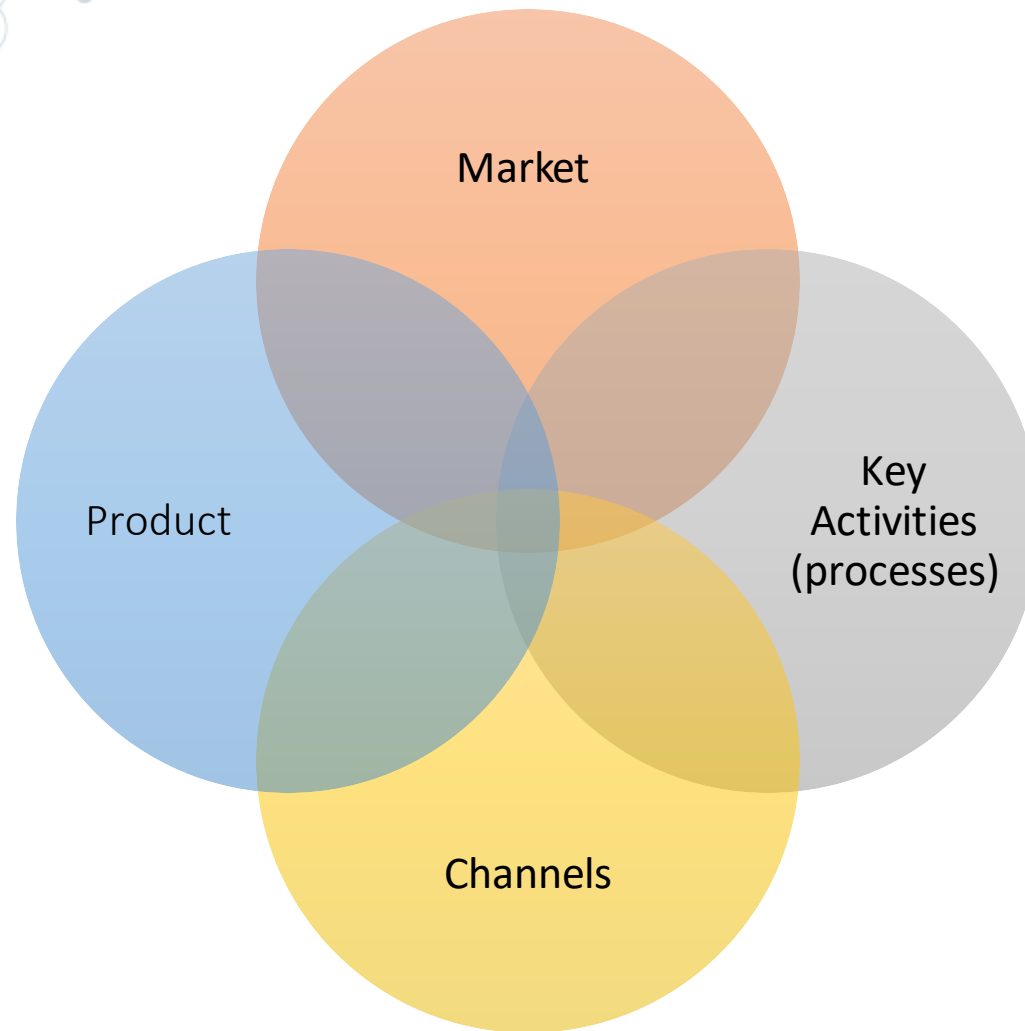 Market
Product
Key
Activities
(processes)
Channels